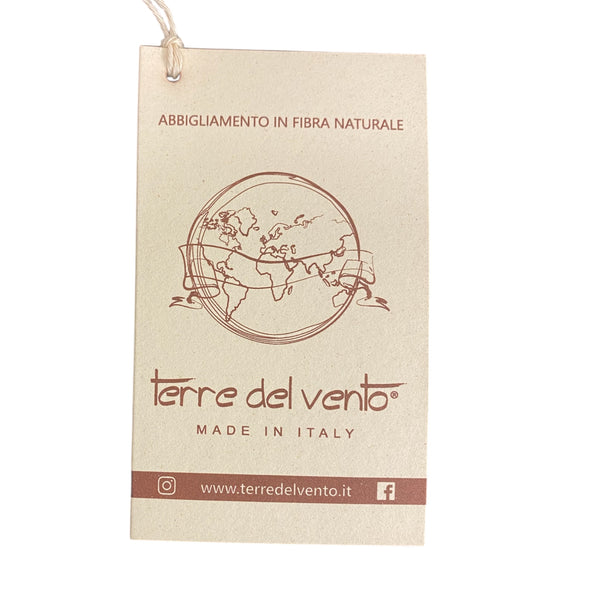 ABBIGLIAMENTO IN FIBRA NATURALE
terre del vento®
MADE IN ITALY
www.terredelvento.it